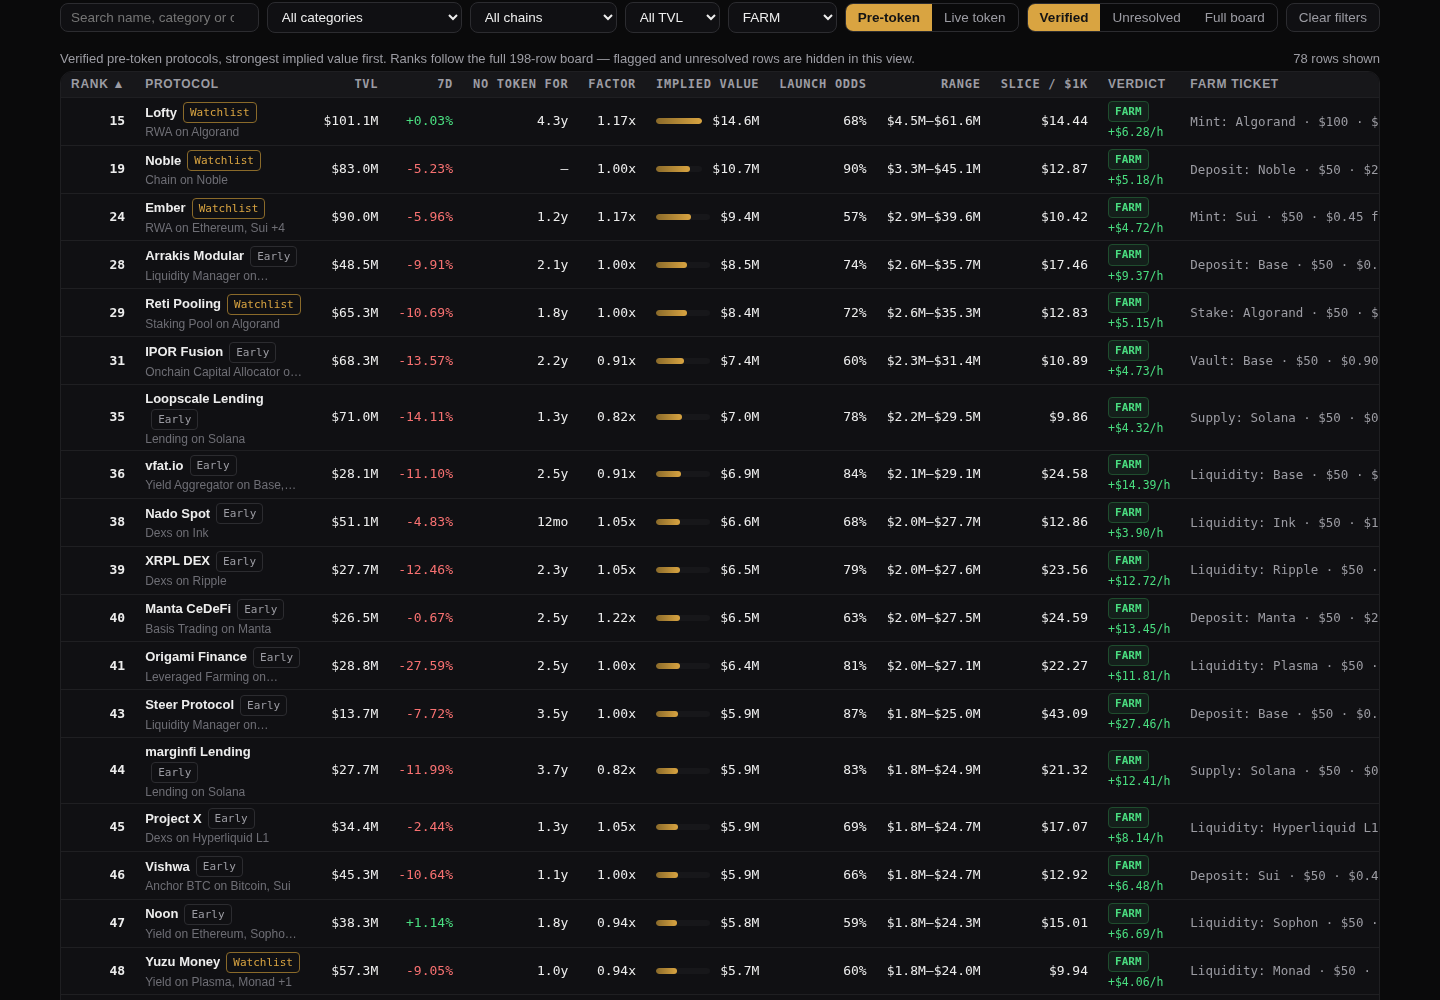 Search name, category or c All categories All chains All TVL FARM Pre-token Live token Verified Unresolved Full board Clear filters
Verified pre-token protocols, strongest implied value first. Ranks follow the full 198-row board — flagged and unresolved rows are hidden in this view. 78 rows shown
RANK ▲ PROTOCOL TVL 7D NO TOKEN FOR FACTOR IMPLIED VALUE LAUNCH ODDS RANGE SLICE / $1K VERDICT FARM TICKET
15 Lofty Watchlist $101.1M +0.03% 4.3y 1.17x $14.6M 68% $4.5M–$61.6M $14.44 FARM Mint: Algorand · $100 · $
RWA on Algorand +$6.28/h
19 Noble Watchlist $83.0M -5.23% — 1.00x $10.7M 90% $3.3M–$45.1M $12.87 FARM Deposit: Noble · $50 · $2
Chain on Noble +$5.18/h
24 Ember Watchlist $90.0M -5.96% 1.2y 1.17x $9.4M 57% $2.9M–$39.6M $10.42 FARM Mint: Sui · $50 · $0.45 f
RWA on Ethereum, Sui +4 +$4.72/h
28 Arrakis Modular Early $48.5M -9.91% 2.1y 1.00x $8.5M 74% $2.6M–$35.7M $17.46 FARM Deposit: Base · $50 · $0.
Liquidity Manager on… +$9.37/h
29 Reti Pooling Watchlist $65.3M -10.69% 1.8y 1.00x $8.4M 72% $2.6M–$35.3M $12.83 FARM Stake: Algorand · $50 · $
Staking Pool on Algorand +$5.15/h
31 IPOR Fusion Early $68.3M -13.57% 2.2y 0.91x $7.4M 60% $2.3M–$31.4M $10.89 FARM Vault: Base · $50 · $0.90
Onchain Capital Allocator o… +$4.73/h
35 Loopscale Lending Early $71.0M -14.11% 1.3y 0.82x $7.0M 78% $2.2M–$29.5M $9.86 FARM Supply: Solana · $50 · $0
Lending on Solana +$4.32/h
36 vfat.io Early $28.1M -11.10% 2.5y 0.91x $6.9M 84% $2.1M–$29.1M $24.58 FARM Liquidity: Base · $50 · $
Yield Aggregator on Base,… +$14.39/h
38 Nado Spot Early $51.1M -4.83% 12mo 1.05x $6.6M 68% $2.0M–$27.7M $12.86 FARM Liquidity: Ink · $50 · $1
Dexs on Ink +$3.90/h
39 XRPL DEX Early $27.7M -12.46% 2.3y 1.05x $6.5M 79% $2.0M–$27.6M $23.56 FARM Liquidity: Ripple · $50 ·
Dexs on Ripple +$12.72/h
40 Manta CeDeFi Early $26.5M -0.67% 2.5y 1.22x $6.5M 63% $2.0M–$27.5M $24.59 FARM Deposit: Manta · $50 · $2
Basis Trading on Manta +$13.45/h
41 Origami Finance Early $28.8M -27.59% 2.5y 1.00x $6.4M 81% $2.0M–$27.1M $22.27 FARM Liquidity: Plasma · $50 ·
Leveraged Farming on… +$11.81/h
43 Steer Protocol Early $13.7M -7.72% 3.5y 1.00x $5.9M 87% $1.8M–$25.0M $43.09 FARM Deposit: Base · $50 · $0.
Liquidity Manager on… +$27.46/h
44 marginfi Lending Early $27.7M -11.99% 3.7y 0.82x $5.9M 83% $1.8M–$24.9M $21.32 FARM Supply: Solana · $50 · $0
Lending on Solana +$12.41/h
45 Project X Early $34.4M -2.44% 1.3y 1.05x $5.9M 69% $1.8M–$24.7M $17.07 FARM Liquidity: Hyperliquid L1
Dexs on Hyperliquid L1 +$8.14/h
46 Vishwa Early $45.3M -10.64% 1.1y 1.00x $5.9M 66% $1.8M–$24.7M $12.92 FARM Deposit: Sui · $50 · $0.4
Anchor BTC on Bitcoin, Sui +$6.48/h
47 Noon Early $38.3M +1.14% 1.8y 0.94x $5.8M 59% $1.8M–$24.3M $15.01 FARM Liquidity: Sophon · $50 ·
Yield on Ethereum, Sopho… +$6.69/h
48 Yuzu Money Watchlist $57.3M -9.05% 1.0y 0.94x $5.7M 60% $1.8M–$24.0M $9.94 FARM Liquidity: Monad · $50 ·
Yield on Plasma, Monad +1 +$4.06/h